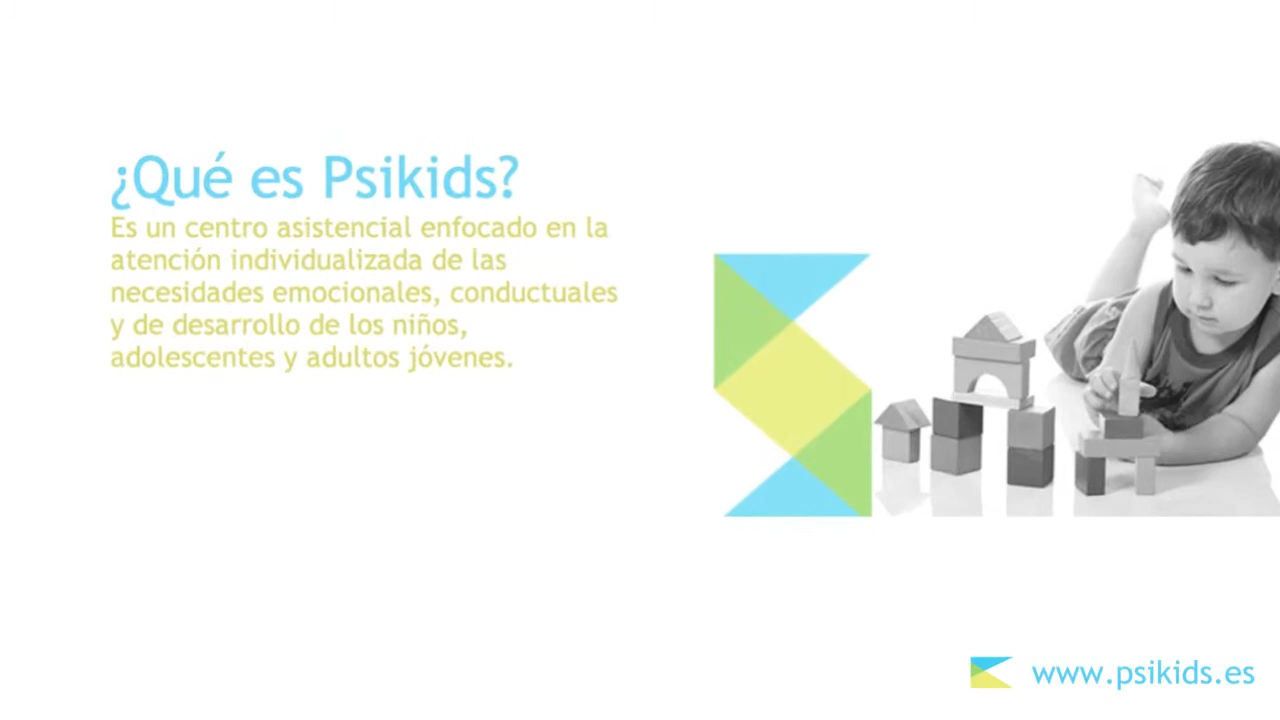 ¿Qué es Psikids?
Es un centro asistencial enfocado en la
atención individualizada de las
necesidades emocionales, conductuales
y de desarrollo de los niños,
adolescentes y adultos jóvenes.
www.psikids.es